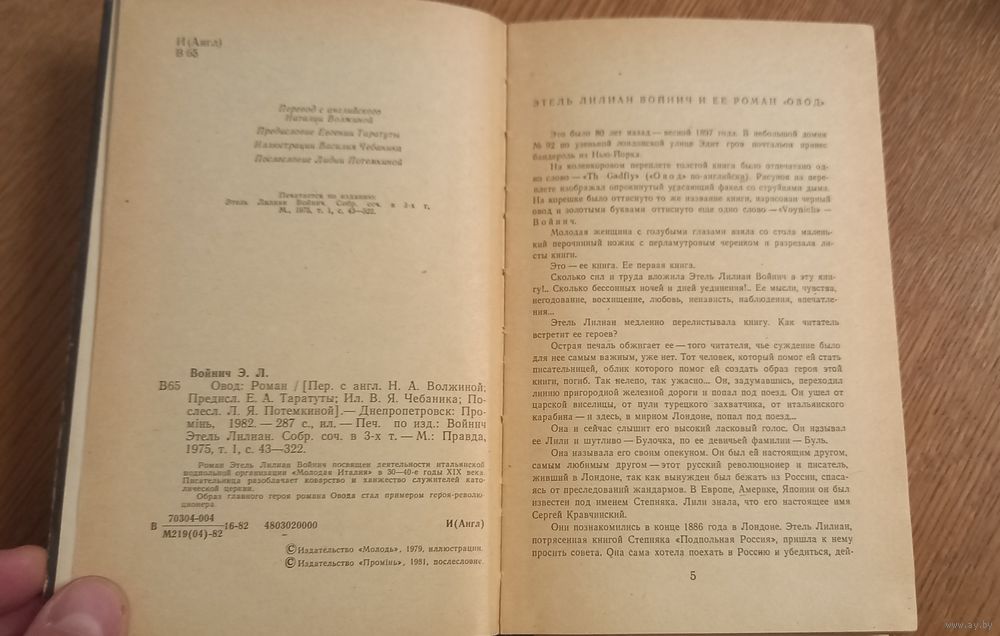 И(Англ)
В 65
Перевод с английского
Наталии Волжиной
Предисловие Евгении Таратуты
Иллюстрации Василия Чебаника
Послесловие Лидии Потемкиной
Печатается по изданию:
Этель Лилиан Войнич. Собр. соч. в 3-х т.
М., 1975, т. 1, с. 43—322.
Войнич Э. Л.
В65 Овод: Роман / [Пер. с англ. Н. А. Волжиной;
Предисл. Е. А. Таратуты; Ил. В. Я. Чебаника; По-
слесл. Л. Я. Потемкиной].— Днепропетровск: Про-
мінь, 1982.— 287 с., ил.— Печ. по изд.: Войнич
Этель Лилиан. Собр. соч. в 3-х т. — М.: Правда,
1975, т. 1, с. 43—322.
Роман Этель Лилиан Войнич посвящен деятельности итальянской
подпольной организации «Молодая Италия» в 30—40-е годы XIX века.
Писательница разоблачает коварство и ханжество служителей като-
лической церкви.
Образ главного героя романа Овода стал примером героя-револю-
ционера.
В 70304-004
М219(04)-82 16-82 4803020000 И(Англ)
© Издательство «Молодь», 1979, иллюстрации.
© Издательство «Промінь», 1981, послесловие.
ЭТЕЛЬ ЛИЛИАН ВОЙНИЧ И ЕЕ РОМАН «ОВОД»
Это было 80 лет назад — весной 1897 года. В небольшой домик
№ 92 по узенькой лондонской улице Эдит гров почтальон принес
бандероль из Нью-Йорка.
На коленкоровом переплете толстой книги было отпечатано од-
но слово — «Th Gadfly» («Овод» по-английски). Рисунок на пере-
плете изображал опрокинутый угасающий факел со струйками дыма.
На корешке было оттиснуто то же название книги, нарисован черный
овод и золотыми буквами оттиснуто еще одно слово — «Voynich» —
Войнич.
Молодая женщина с голубыми глазами взяла со стола малень-
кий перочинный ножик с перламутровым черенком и разрезала ли-
сты книги.
Это — ее книга. Ее первая книга.
Сколько сил и труда вложила Этель Лилиан Войнич в эту кни-
гу!.. Сколько бессонных ночей и дней уединения!.. Ее мысли, чувства,
негодование, восхищение, любовь, ненависть, наблюдения, впечатле-
ния...
Этель Лилиан медленно перелистывала книгу. Как читатель
встретит ее героев?
Острая печаль обжигает ее — того читателя, чье суждение было
для нее самым важным, уже нет. Тот человек, который помог ей стать
писательницей, облик которого помог ей создать образ героя этой
книги, погиб. Так нелепо, так ужасно... Он, задумавшись, переходил
линию пригородной железной дороги и попал под поезд. Он ушел от
царской виселицы, от пули турецкого захватчика, от итальянского
карабина — и здесь, в мирном Лондоне, попал под поезд...
Она и сейчас слышит его высокий ласковый голос. Он называл
ее Лили и шутливо — Булочка, по ее девичьей фамилии — Буль.
Она называла его своим опекуном. Он был ей настоящим другом,
самым любимым другом — этот русский революционер и писатель,
живший в Лондоне, так как вынужден был бежать из России, спаса-
ясь от преследований жандармов. В Европе, Америке, Японии он был
известен под именем Степняка. Лили знала, что его настоящее имя
Сергей Кравчинский.
Они познакомились в конце 1886 года в Лондоне. Этель Лилиан,
потрясенная книгой Степняка «Подпольная Россия», пришла к нему
просить совета. Она сама хотела поехать в Россию и убедиться, дей-
5
www.ay.by